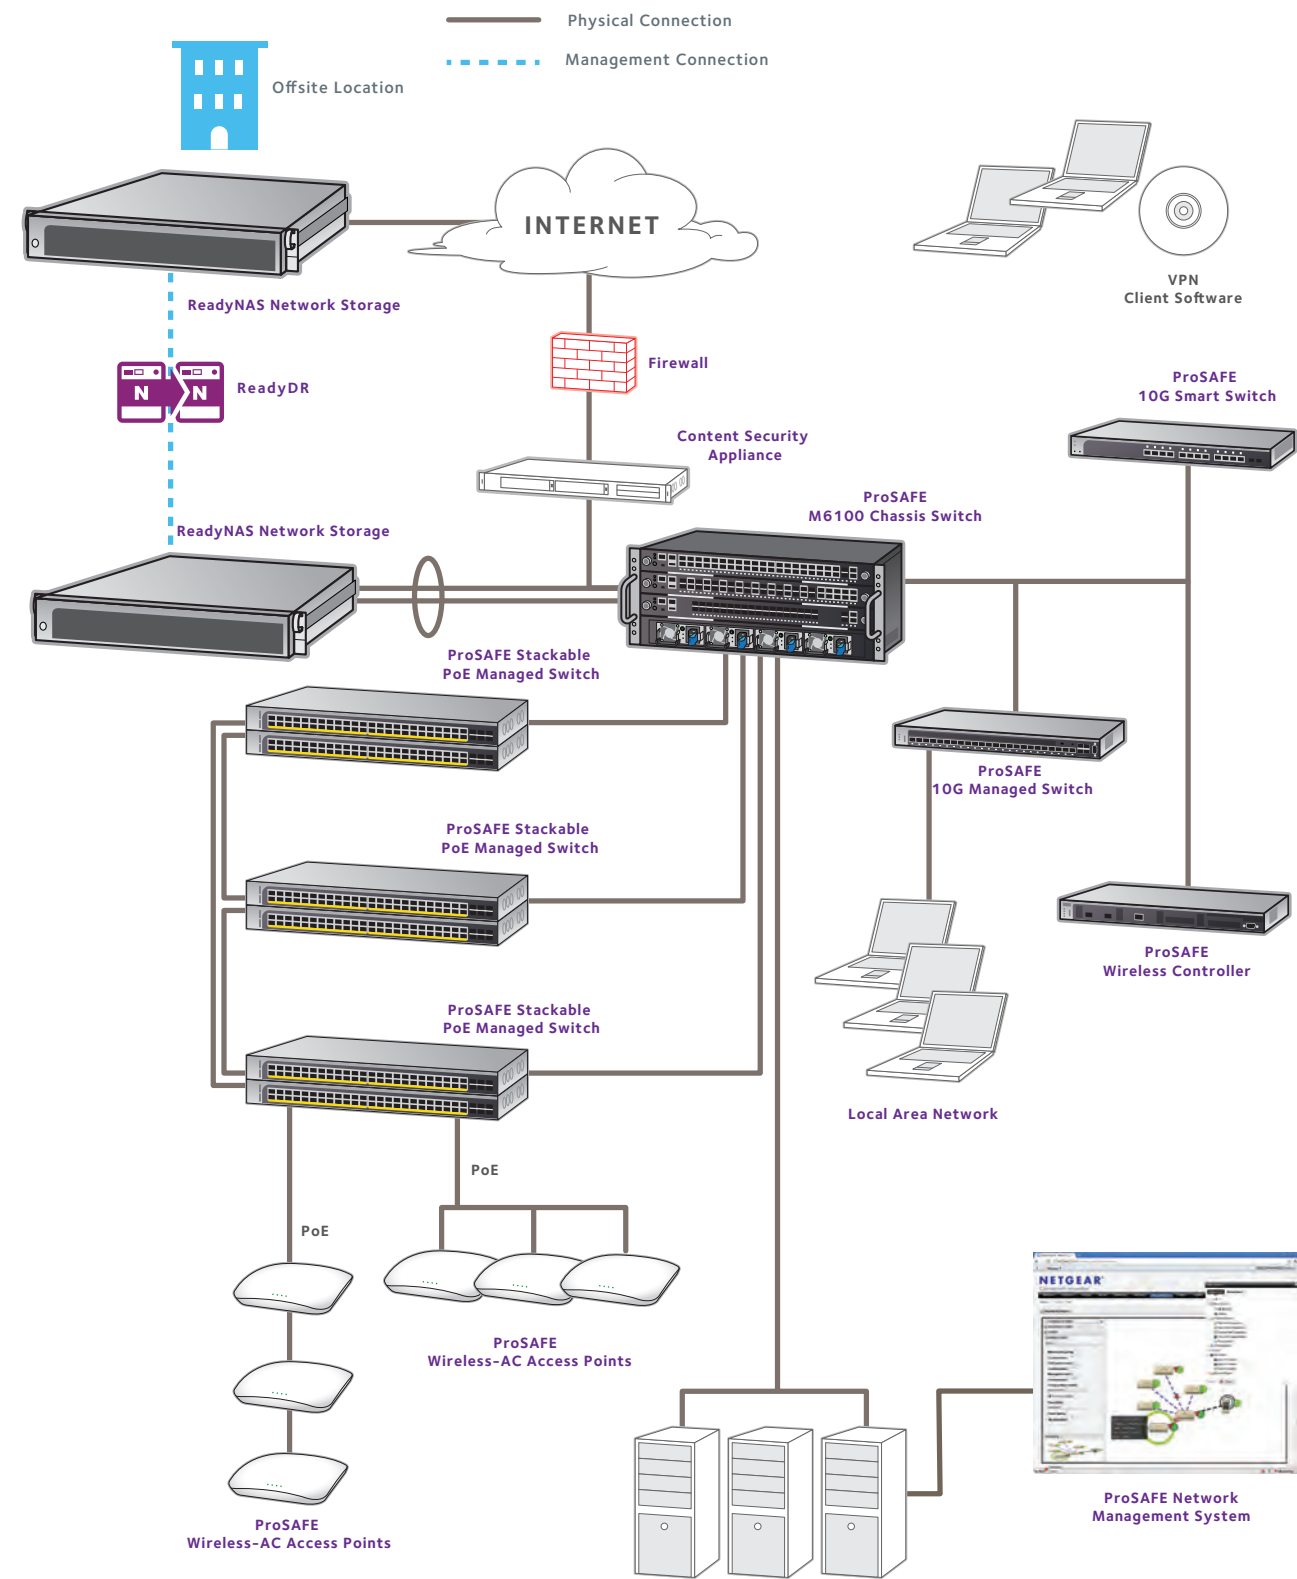 Physical Connection
Management Connection
Offsite Location
INTERNET
VPN
Client Software
ReadyNAS Network Storage
Firewall
ReadyDR
N
N
ProSAFE
10G Smart Switch
Content Security
Appliance
ProSAFE
M6100 Chassis Switch
ReadyNAS Network Storage
ProSAFE Stackable
PoE Managed Switch
ProSAFE
10G Managed Switch
ProSAFE Stackable
PoE Managed Switch
ProSAFE
Wireless Controller
ProSAFE Stackable
PoE Managed Switch
Local Area Network
PoE
PoE
NETGEAR
ProSAFE
Wireless-AC Access Points
ProSAFE Network
Management System
ProSAFE
Wireless-AC Access Points